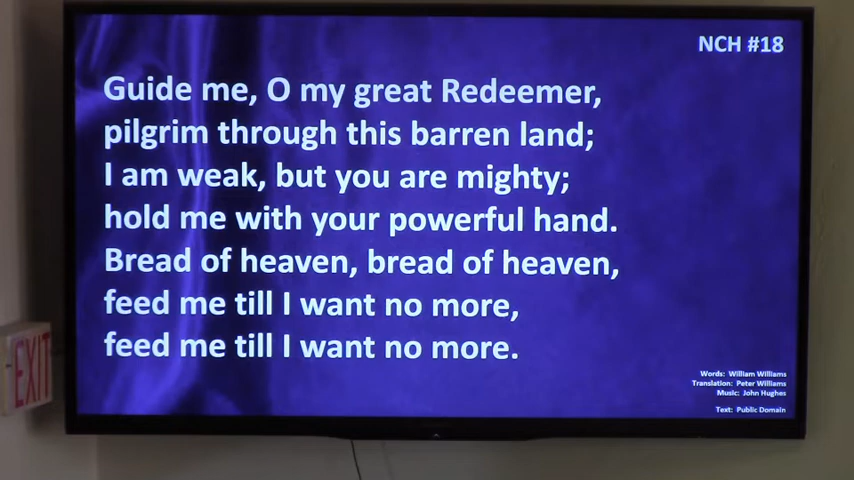 NCH #18
Guide me, O my great Redeemer,
pilgrim through this barren land;
I am weak, but you are mighty;
hold me with your powerful hand.
Bread of heaven, bread of heaven,
feed me till I want no more,
feed me till I want no more.
Words: William Williams
Translation: Peter Williams
Music: John Hughes
Text: Public Domain
EXIT